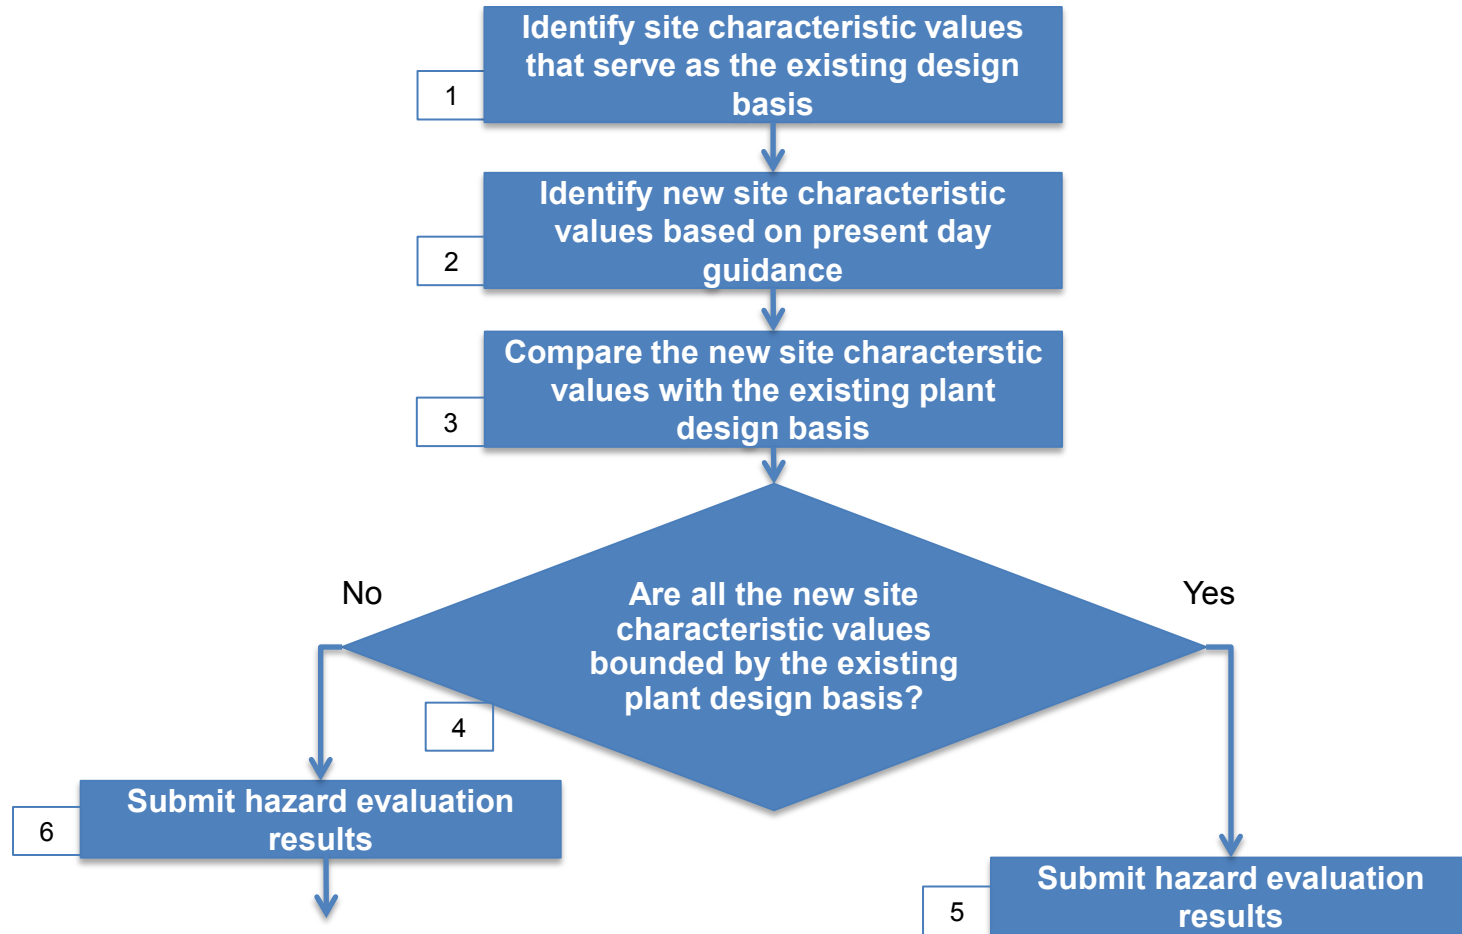 Identify site characteristic values
that serve as the existing design
basis
1
Identify new site characteristic
values based on present day
guidance
2
Compare the new site characterstic
values with the existing plant
design basis
3
No
Yes
Are all the new site
characteristic values
bounded by the existing
plant design basis?
4
Submit hazard evaluation
results
6
Submit hazard evaluation
results
5